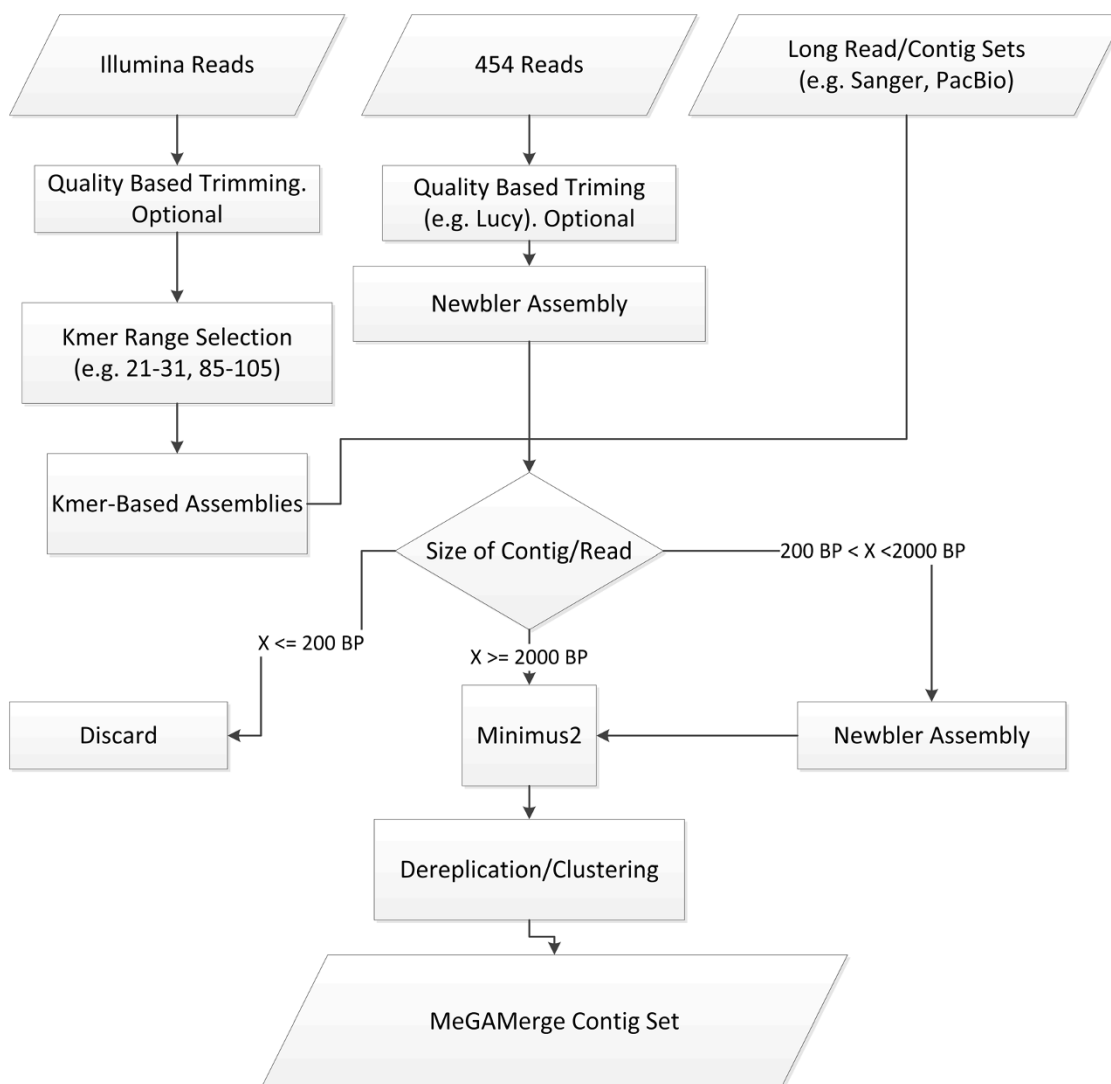 Illumina Reads
454 Reads
Long Read/Contig Sets
(e.g. Sanger, PacBio)
Quality Based Trimming.
Optional
Quality Based Triming
(e.g. Lucy). Optional
Newbler Assembly
Kmer Range Selection
(e.g. 21-31, 85-105)
Kmer-Based Assemblies
Size of Contig/Read
200 BP < X <2000 BP
X <= 200 BP
X >= 2000 BP
Discard
Minimus2
Newbler Assembly
Dereplication/Clustering
MeGAMerge Contig Set